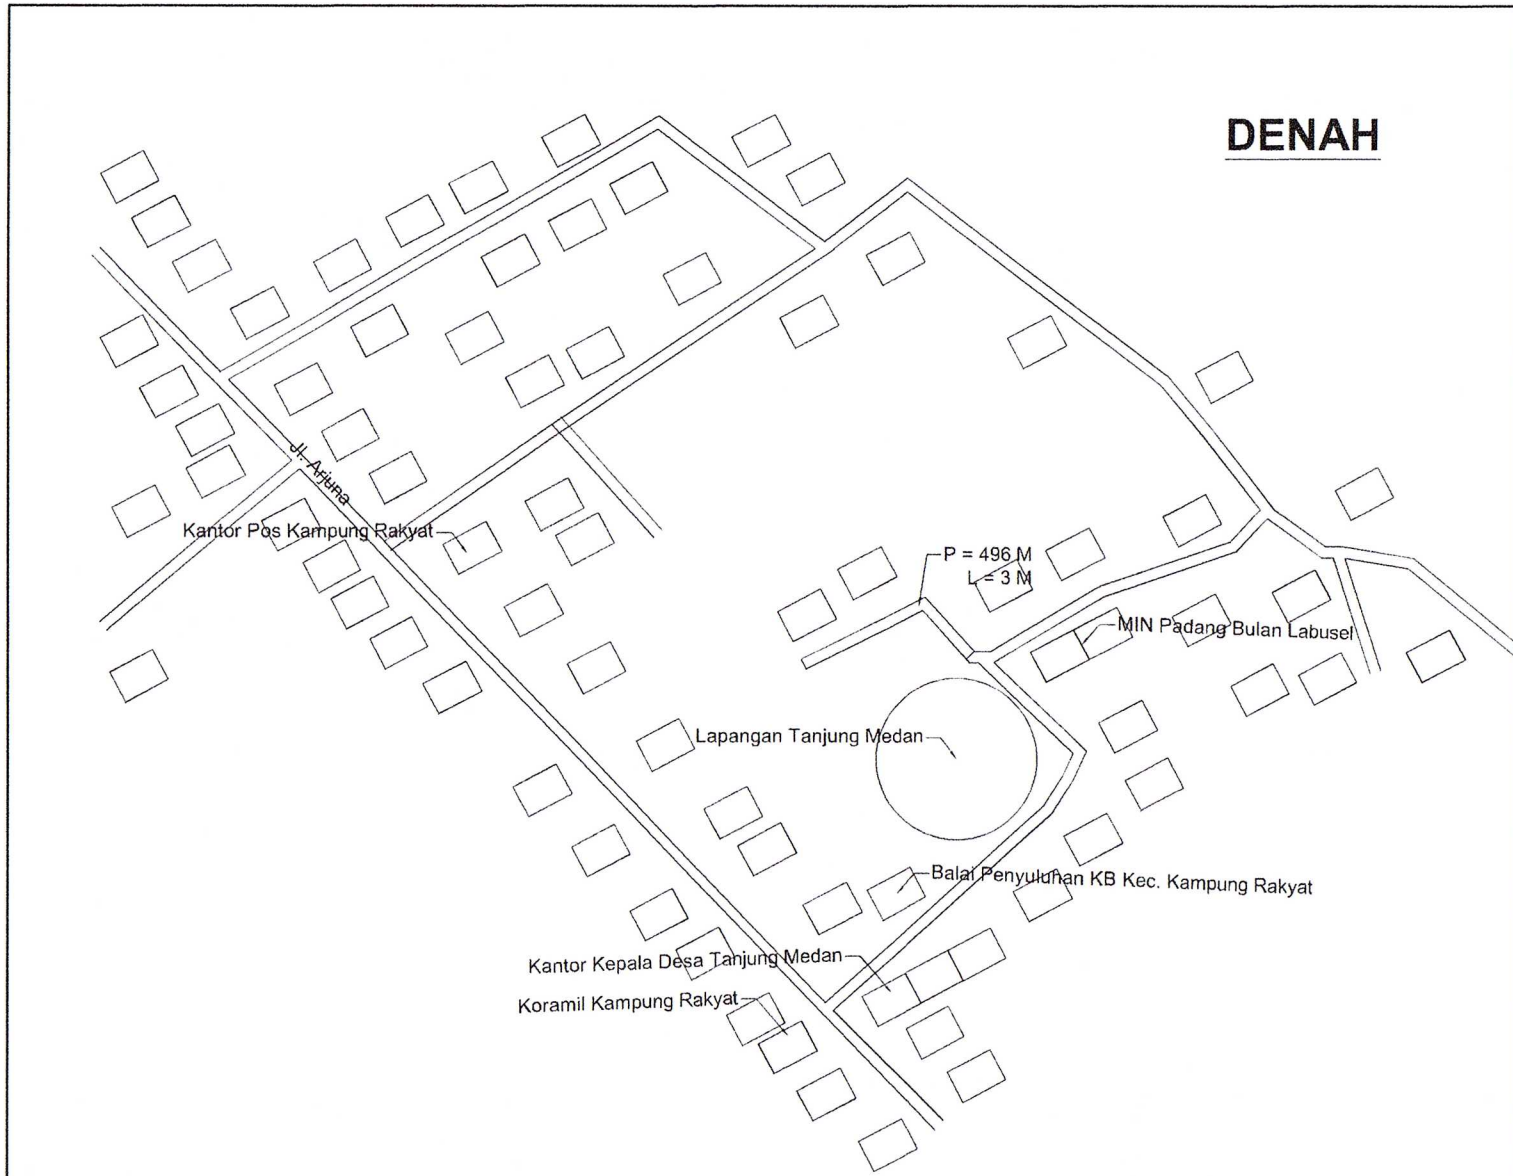 DENAH
Jl. Arjuna
Kantor Pos Kampung Rakyat
P = 496 M
L = 3 M
MIN Padang Bulan Labusel
Lapangan Tanjung Medan
Balai Penyuluhan KB Kec. Kampung Rakyat
Kantor Kepala Desa Tanjung Medan
Koramil Kampung Rakyat